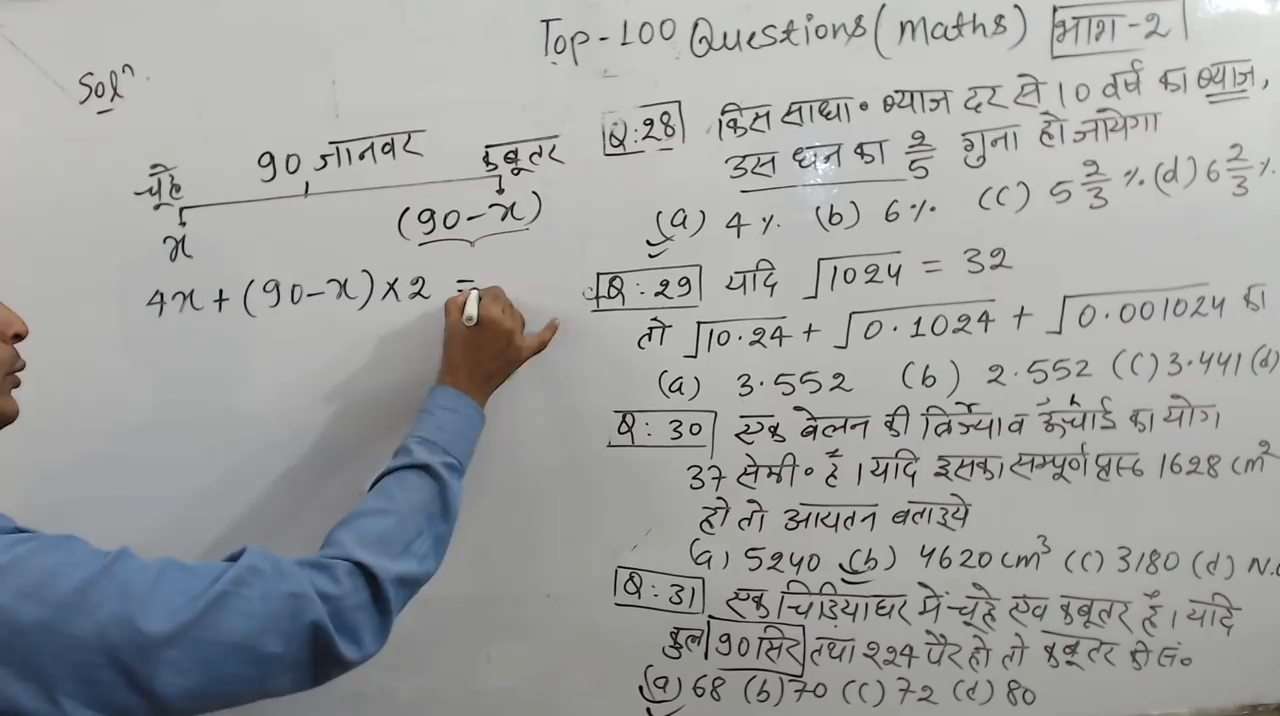 Top-100 Questions (Maths) भाग-2
Solⁿ.
90 जानवर
चूहे कबूतर
x (90-x)
4x + (90-x) × 2 =
Q:28 किस साधा० ब्याज दर से 10 वर्ष का ब्याज,
उस धन का 2/5 गुना हो जायेगा
(a) 4% (b) 6% (c) 5 2/3 % (d) 6 2/3 %
Q:29 यदि √1024 = 32
तो √10.24 + √0.1024 + √0.001024 का
(a) 3.552 (b) 2.552 (c) 3.441 (d)
Q:30 एक बेलन की त्रिज्या व ऊंचाई का योग
r h
37 सेमी० है। यदि इसका सम्पूर्ण पृष्ठ 1628 cm²
हो तो आयतन बताइये
(a) 5240 (b) 4620 cm³ (c) 3180 (d) N.
Q:31 एक चिडियाघर में चूहे एव कबूतर है। यदि
कुल 90 सिर तथा 224 पैर हो तो कबूतर की सं०
(a) 68 (b) 70 (c) 72 (d) 80